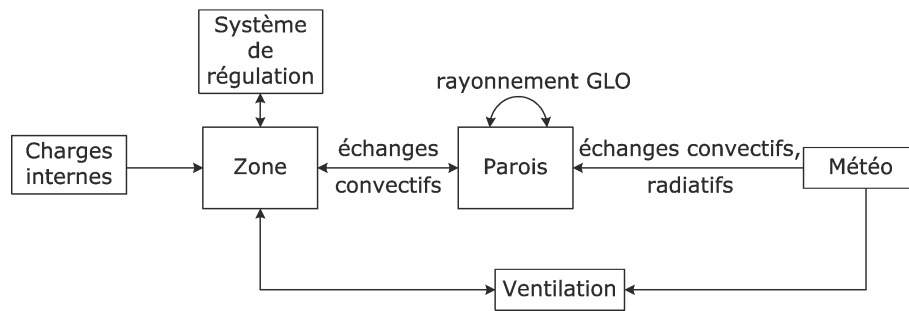 Système
de
régulation
rayonnement GLO
Charges
internes
Zone
échanges
convectifs
Parois
échanges convectifs,
radiatifs
Météo
Ventilation